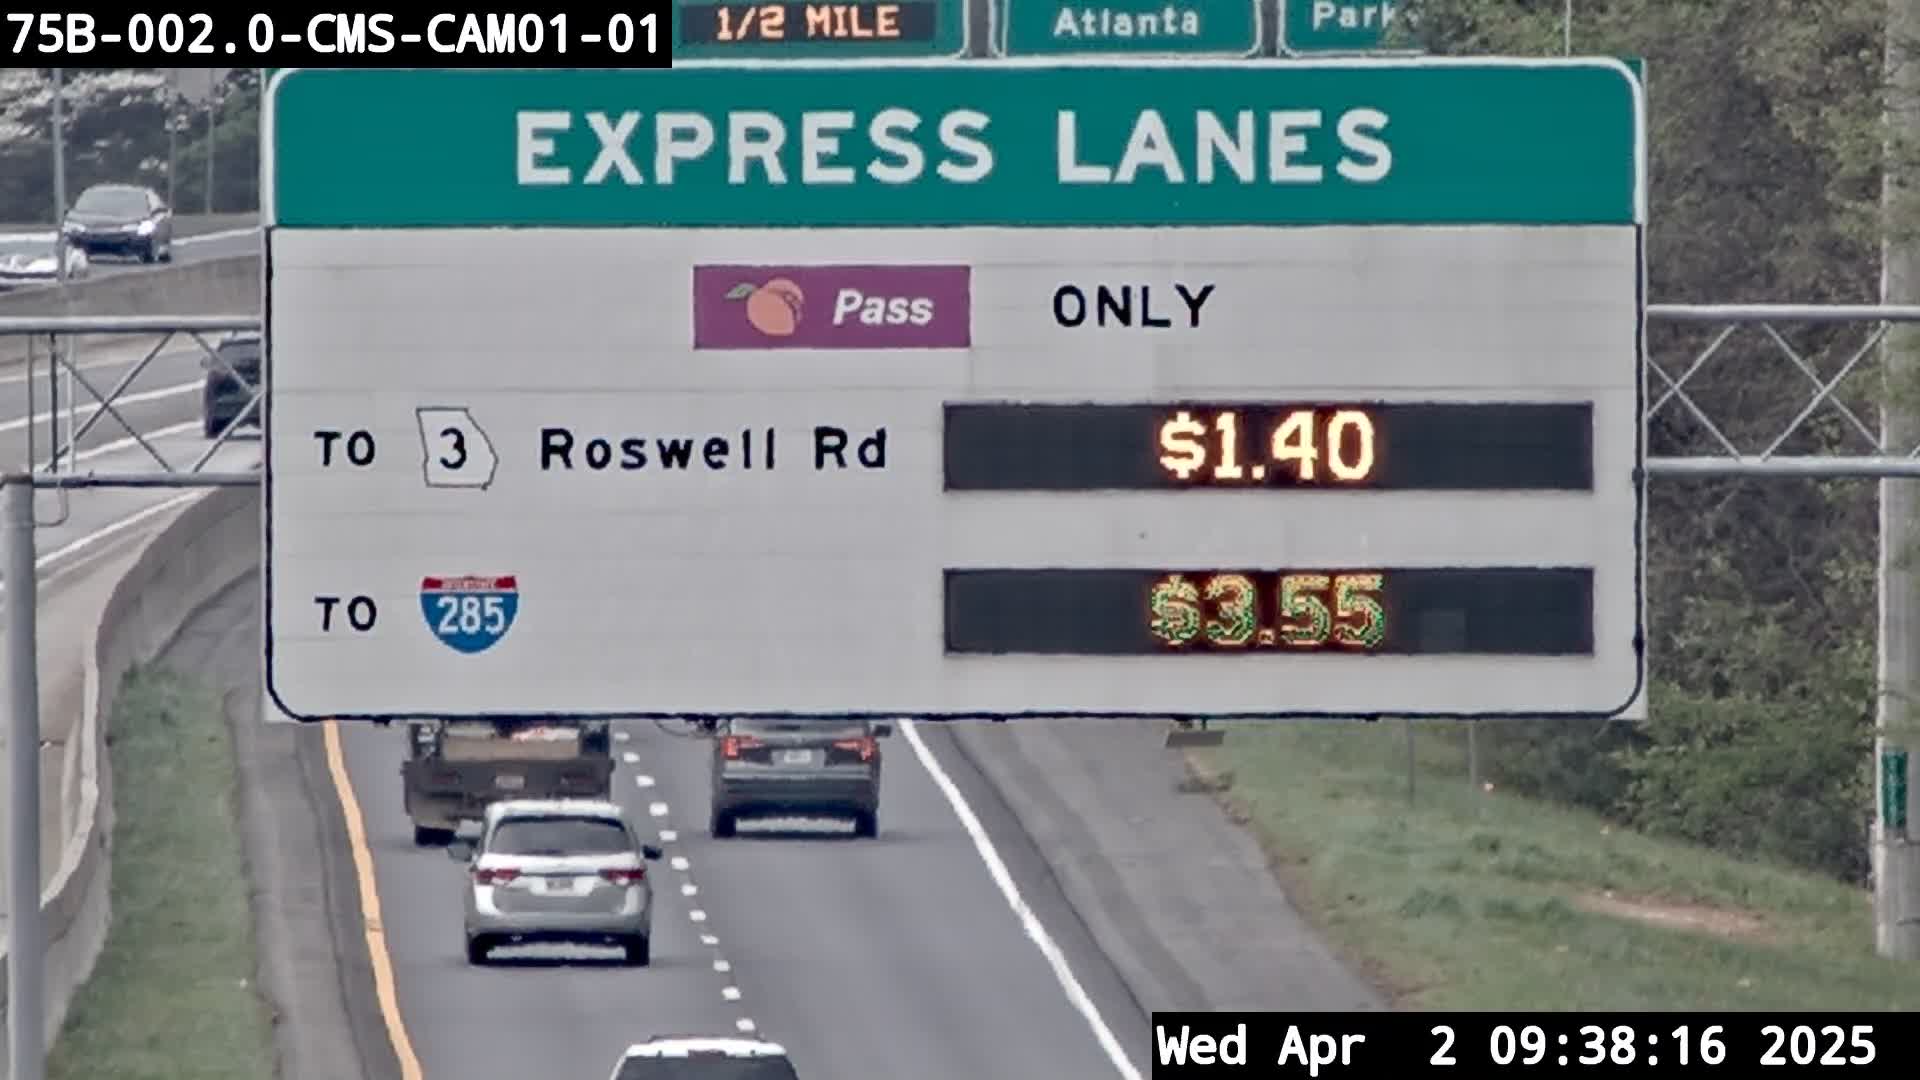 75B-002.0-CMS-CAM01-01
1/2 MILE
Atlanta
Park
EXPRESS LANES
Pass ONLY
TO 3 Roswell Rd $1.40
TO INTERSTATE 285 $3.55
Wed Apr 2 09:38:16 2025